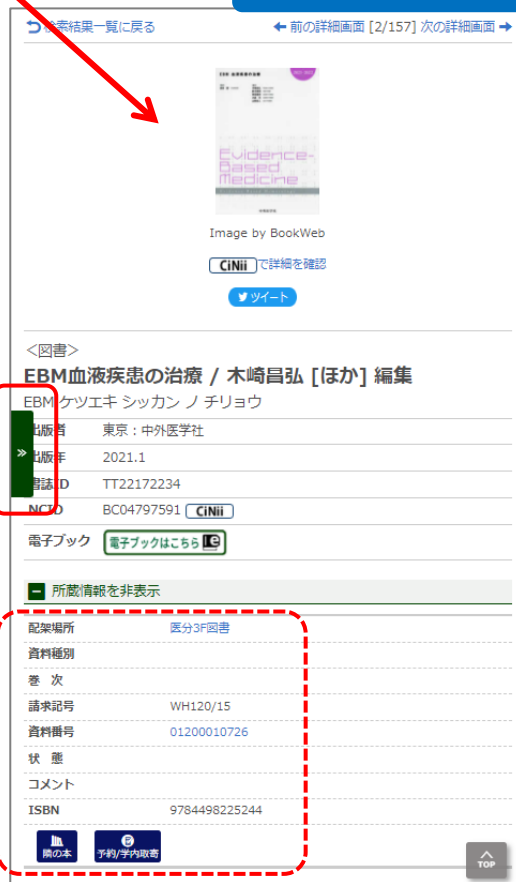 検索結果一覧に戻る
前の詳細画面 [2/157] 次の詳細画面
Evidence-
Based
Medicine
Image by BookWeb
CiNii で詳細を確認
ツイート
<図書>
EBM血液疾患の治療 / 木崎昌弘 [ほか] 編集
EBM ケツエキ シッカン ノ チリョウ
出版者 東京 : 中外医学社
出版年 2021.1
書誌ID TT22172234
NCID BC04797591 CiNii
電子ブック 電子ブックはこちら
所蔵情報を非表示
配架場所 医分3F図書
資料種別
巻 次
請求記号 WH120/15
資料番号 01200010726
状 態
コメント
ISBN 9784498225244
隣の本 予約/学内取寄
TOP